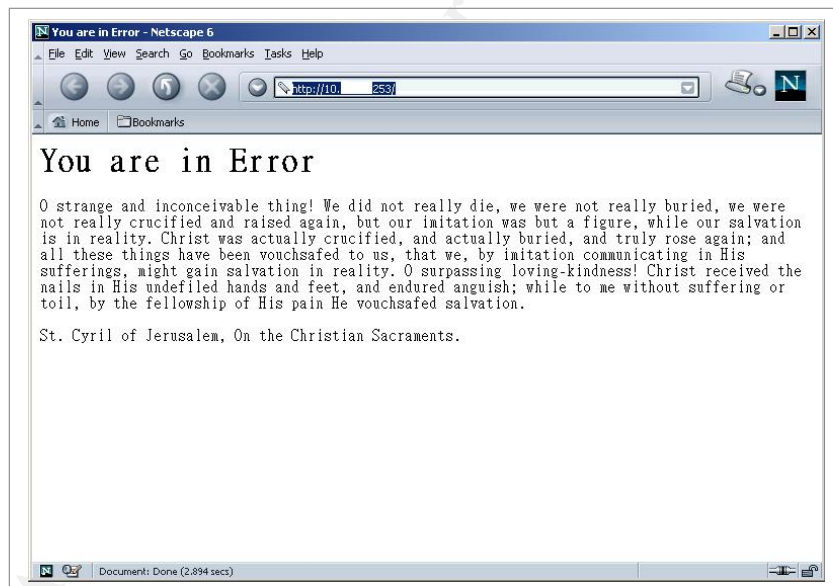 You are in Error - Netscape 6
File Edit View Search Go Bookmarks Tasks Help
http://10. 253/
N
Home Bookmarks
You are in Error
O strange and inconceivable thing! We did not really die, we were not really buried, we were
not really crucified and raised again, but our imitation was but a figure, while our salvation
is in reality. Christ was actually crucified, and actually buried, and truly rose again; and
all these things have been vouchsafed to us, that we, by imitation communicating in His
sufferings, might gain salvation in reality. O surpassing loving-kindness! Christ received the
nails in His undefiled hands and feet, and endured anguish; while to me without suffering or
toil, by the fellowship of His pain He vouchsafed salvation.
St. Cyril of Jerusalem, On the Christian Sacraments.
Document: Done (2.894 secs)